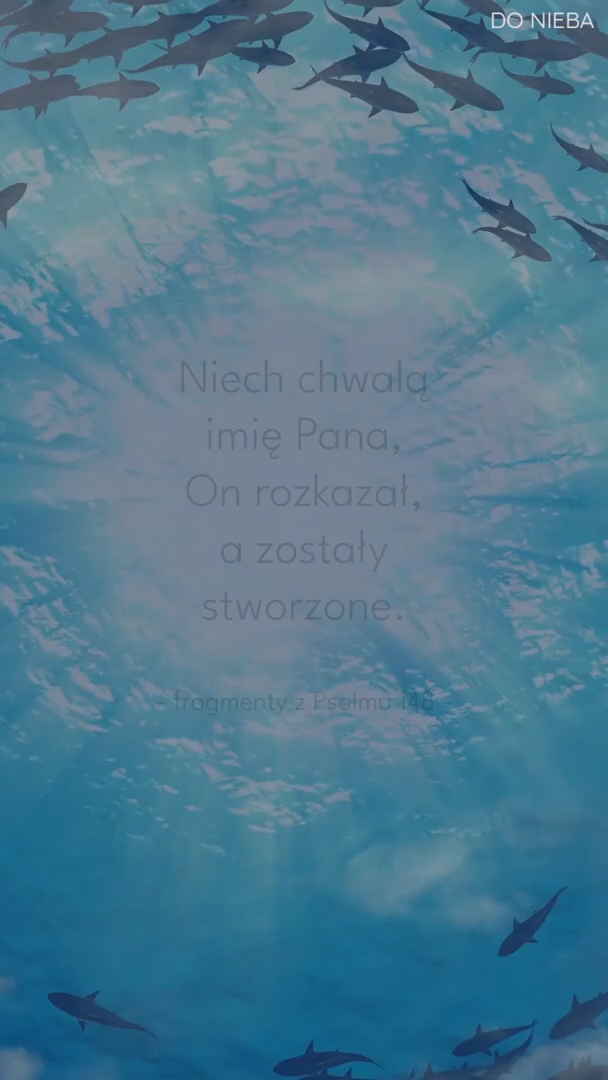 DO NIEBA
Niech chwalą
imię Pana,
On rozkazał,
a zostały
stworzone.
- fragmenty z Psalmu 148 -